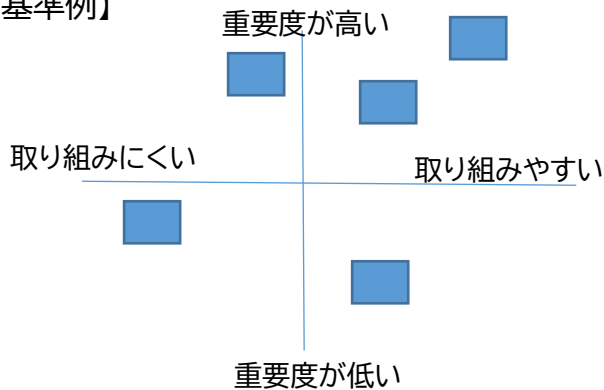 基準例】
重要度が高い
取り組みにくい
取り組みやすい
重要度が低い